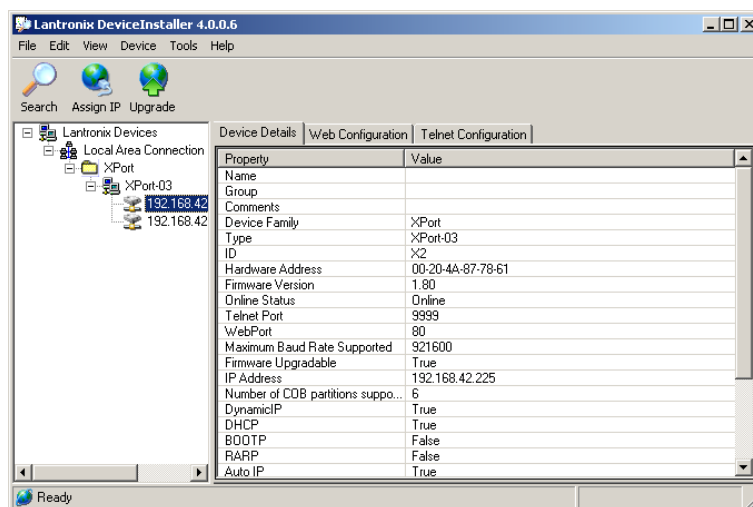 Lantronix DeviceInstaller 4.0.0.6
File Edit View Device Tools Help
Search Assign IP Upgrade
Lantronix Devices
Local Area Connection
XPort
XPort-03
192.168.42
192.168.42
Device Details Web Configuration Telnet Configuration
Property Value
Name
Group
Comments
Device Family XPort
Type XPort-03
ID X2
Hardware Address 00-20-4A-87-78-61
Firmware Version 1.80
Online Status Online
Telnet Port 9999
WebPort 80
Maximum Baud Rate Supported 921600
Firmware Upgradable True
IP Address 192.168.42.225
Number of COB partitions suppo... 6
DynamicIP True
DHCP True
BOOTP False
RARP False
Auto IP True
Ready